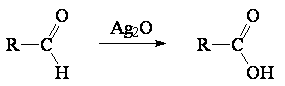 O Ag₂O O
R—C R—C
H OH